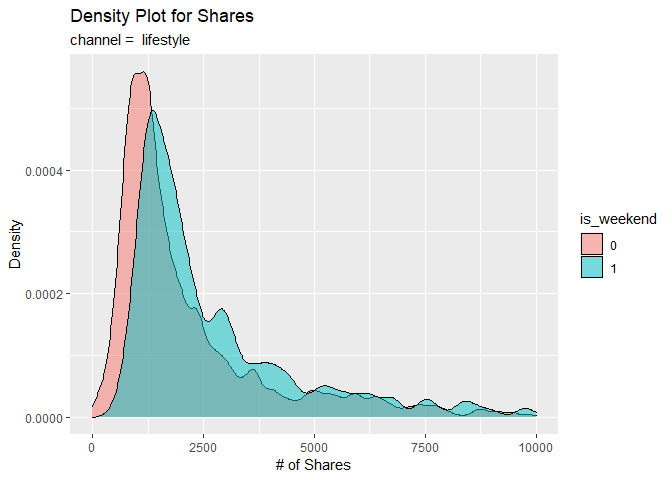 Density Plot for Shares
channel =  lifestyle
0.0004
0.0002
0.0000
Density
0 2500 5000 7500 10000
# of Shares
is_weekend
0
1